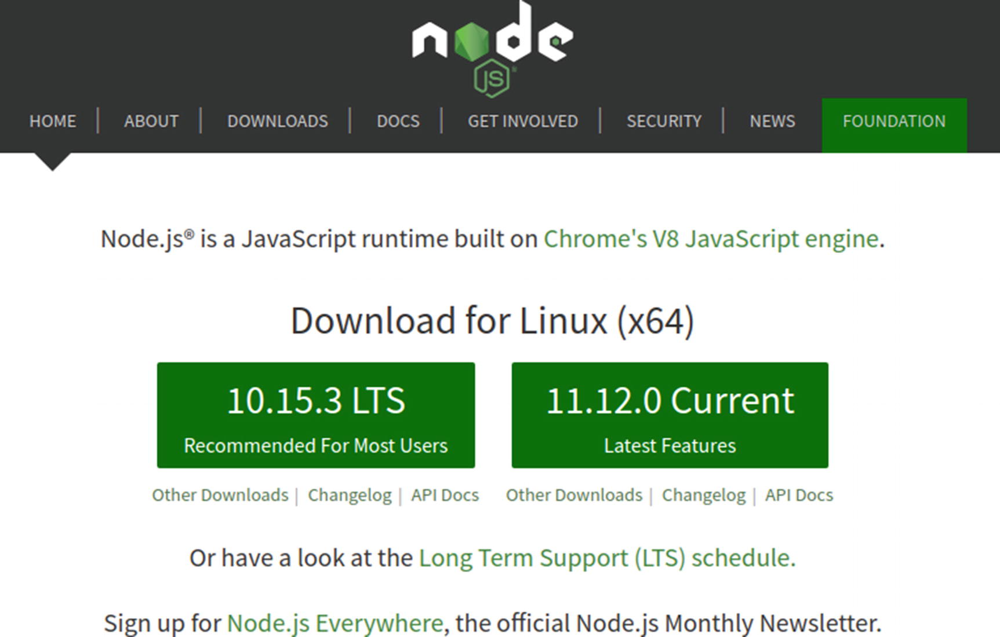 node
JS ®
HOME | ABOUT | DOWNLOADS | DOCS | GET INVOLVED | SECURITY | NEWS FOUNDATION
Node.js® is a JavaScript runtime built on Chrome's V8 JavaScript engine.
Download for Linux (x64)
10.15.3 LTS
Recommended For Most Users
11.12.0 Current
Latest Features
Other Downloads | Changelog | API Docs
Other Downloads | Changelog | API Docs
Or have a look at the Long Term Support (LTS) schedule.
Sign up for Node.js Everywhere, the official Node.js Monthly Newsletter.